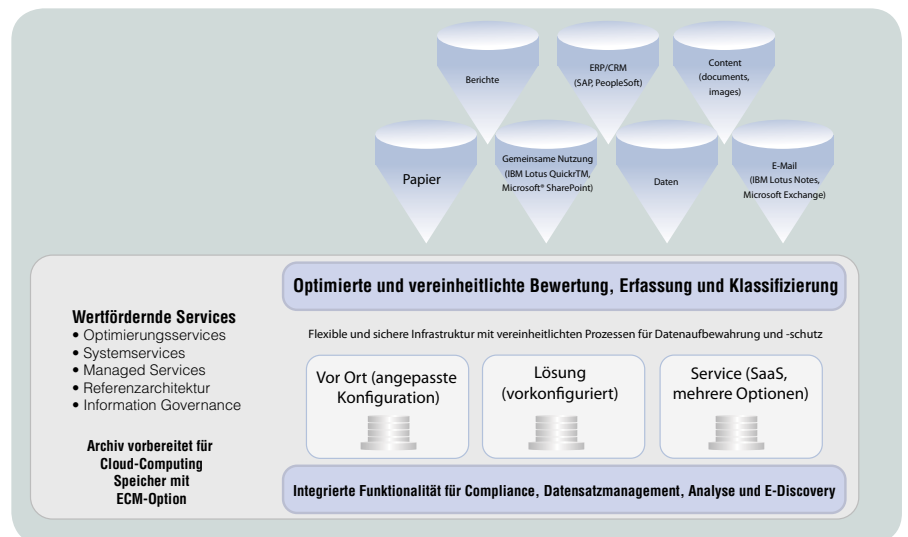 Berichte
ERP/CRM
(SAP, PeopleSoft)
Content
(documents,
images)
Papier
Gemeinsame Nutzung
(IBM Lotus QuickrTM,
Microsoft® SharePoint)
Daten
E-Mail
(IBM Lotus Notes,
Microsoft Exchange)
Optimierte und vereinheitlichte Bewertung, Erfassung und Klassifizierung
Wertfördernde Services
• Optimierungsservices
• Systemservices
• Managed Services
• Referenzarchitektur
• Information Governance
Archiv vorbereitet für
Cloud-Computing
Speicher mit
ECM-Option
Flexible und sichere Infrastruktur mit vereinheitlichten Prozessen für Datenaufbewahrung und -schutz
Vor Ort (angepasste
Konfiguration)
Lösung
(vorkonfiguriert)
Service (SaaS,
mehrere Optionen)
Integrierte Funktionalität für Compliance, Datensatzmanagement, Analyse und E-Discovery